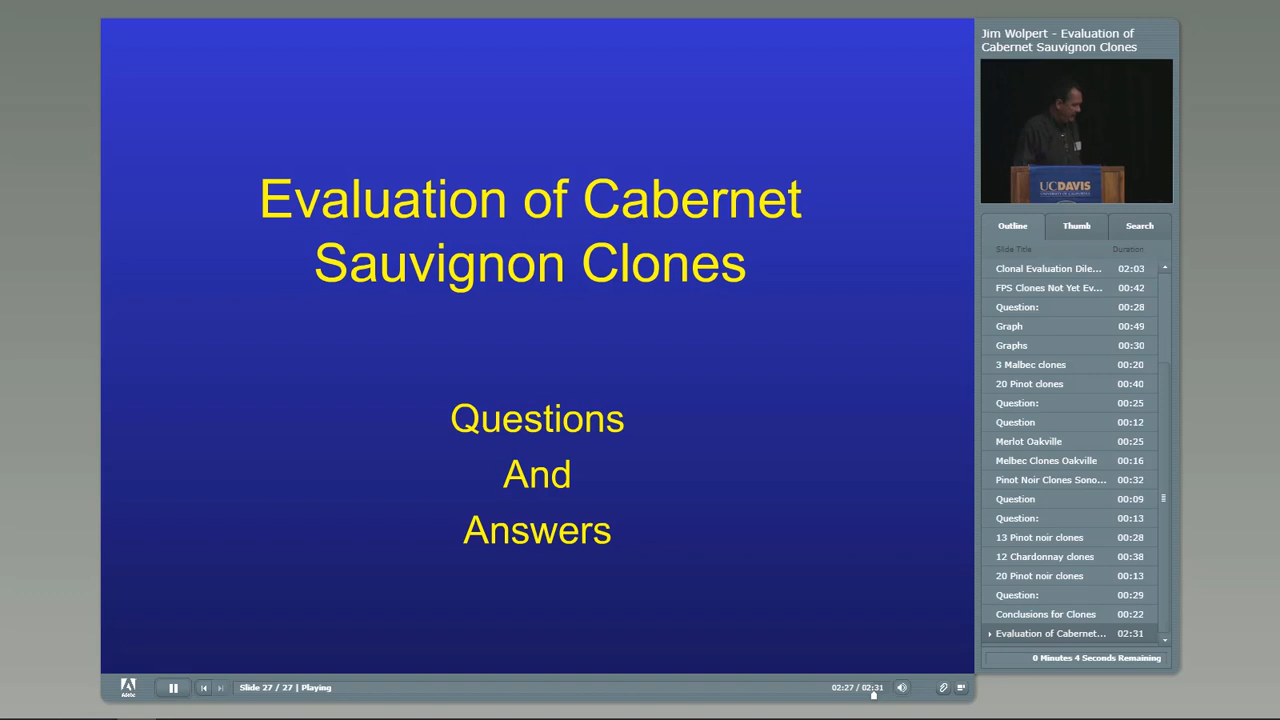 Evaluation of Cabernet
Sauvignon Clones
Questions
And
Answers
Jim Wolpert - Evaluation of
Cabernet Sauvignon Clones
UCDAVIS
Outline Thumb Search
Slide Title Duration
Clonal Evaluation Dile... 02:03
FPS Clones Not Yet Ev... 00:42
Question: 00:28
Graph 00:49
Graphs 00:30
3 Malbec clones 00:20
20 Pinot clones 00:40
Question: 00:25
Question 00:12
Merlot Oakville 00:25
Melbec Clones Oakville 00:16
Pinot Noir Clones Sono... 00:32
Question 00:09
Question: 00:13
13 Pinot noir clones 00:28
12 Chardonnay clones 00:38
20 Pinot noir clones 00:13
Question: 00:29
Conclusions for Clones 00:22
Evaluation of Cabernet... 02:31
0 Minutes 4 Seconds Remaining
Adobe
Slide 27 / 27 | Playing
02:27 / 02:31